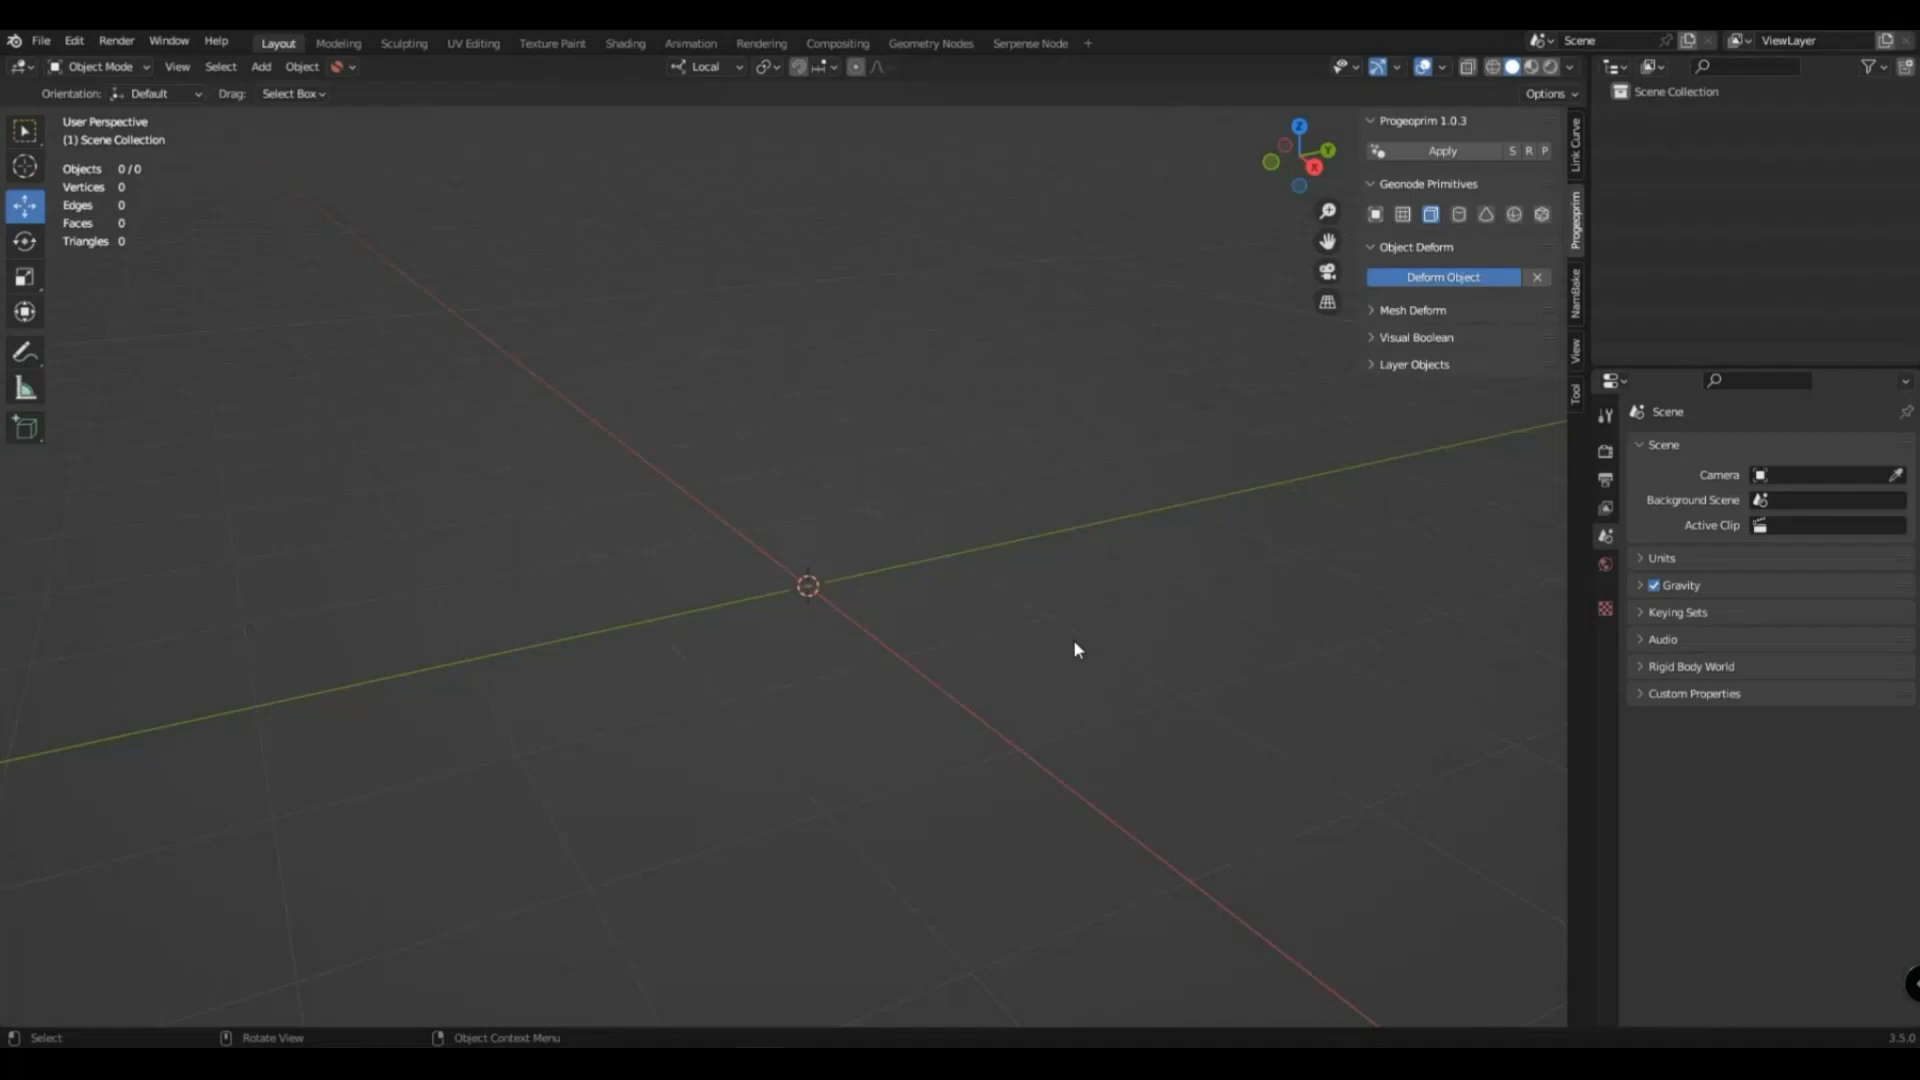 File Edit Render Window Help Layout Modeling Sculpting UV Editing Texture Paint Shading Animation Rendering Compositing Geometry Nodes Serpense Node + Scene ViewLayer
Object Mode View Select Add Object Local
Orientation: Default Drag: Select Box Options
Scene Collection
User Perspective
(1) Scene Collection
Objects 0/0
Vertices 0
Edges 0
Faces 0
Triangles 0
Z
Y
X
Progeoprim 1.0.3
Apply S R P
Geonode Primitives
Object Deform
Deform Object
Mesh Deform
Visual Boolean
Layer Objects
Link Curve
Progeoprim
NamBake
View
Tool
Scene
Scene
Camera
Background Scene
Active Clip
Units
Gravity
Keying Sets
Audio
Rigid Body World
Custom Properties
Select Rotate View Object Context Menu 3.5.0